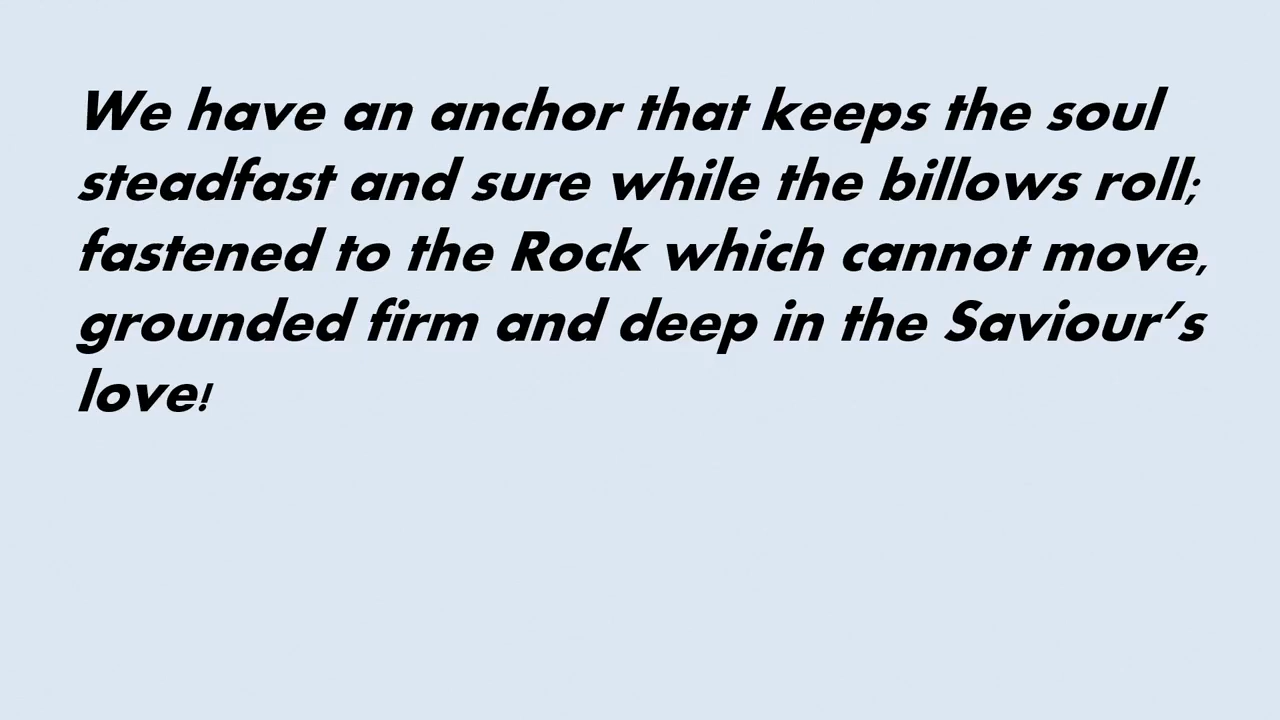 We have an anchor that keeps the soul
steadfast and sure while the billows roll;
fastened to the Rock which cannot move,
grounded firm and deep in the Saviour’s
love!